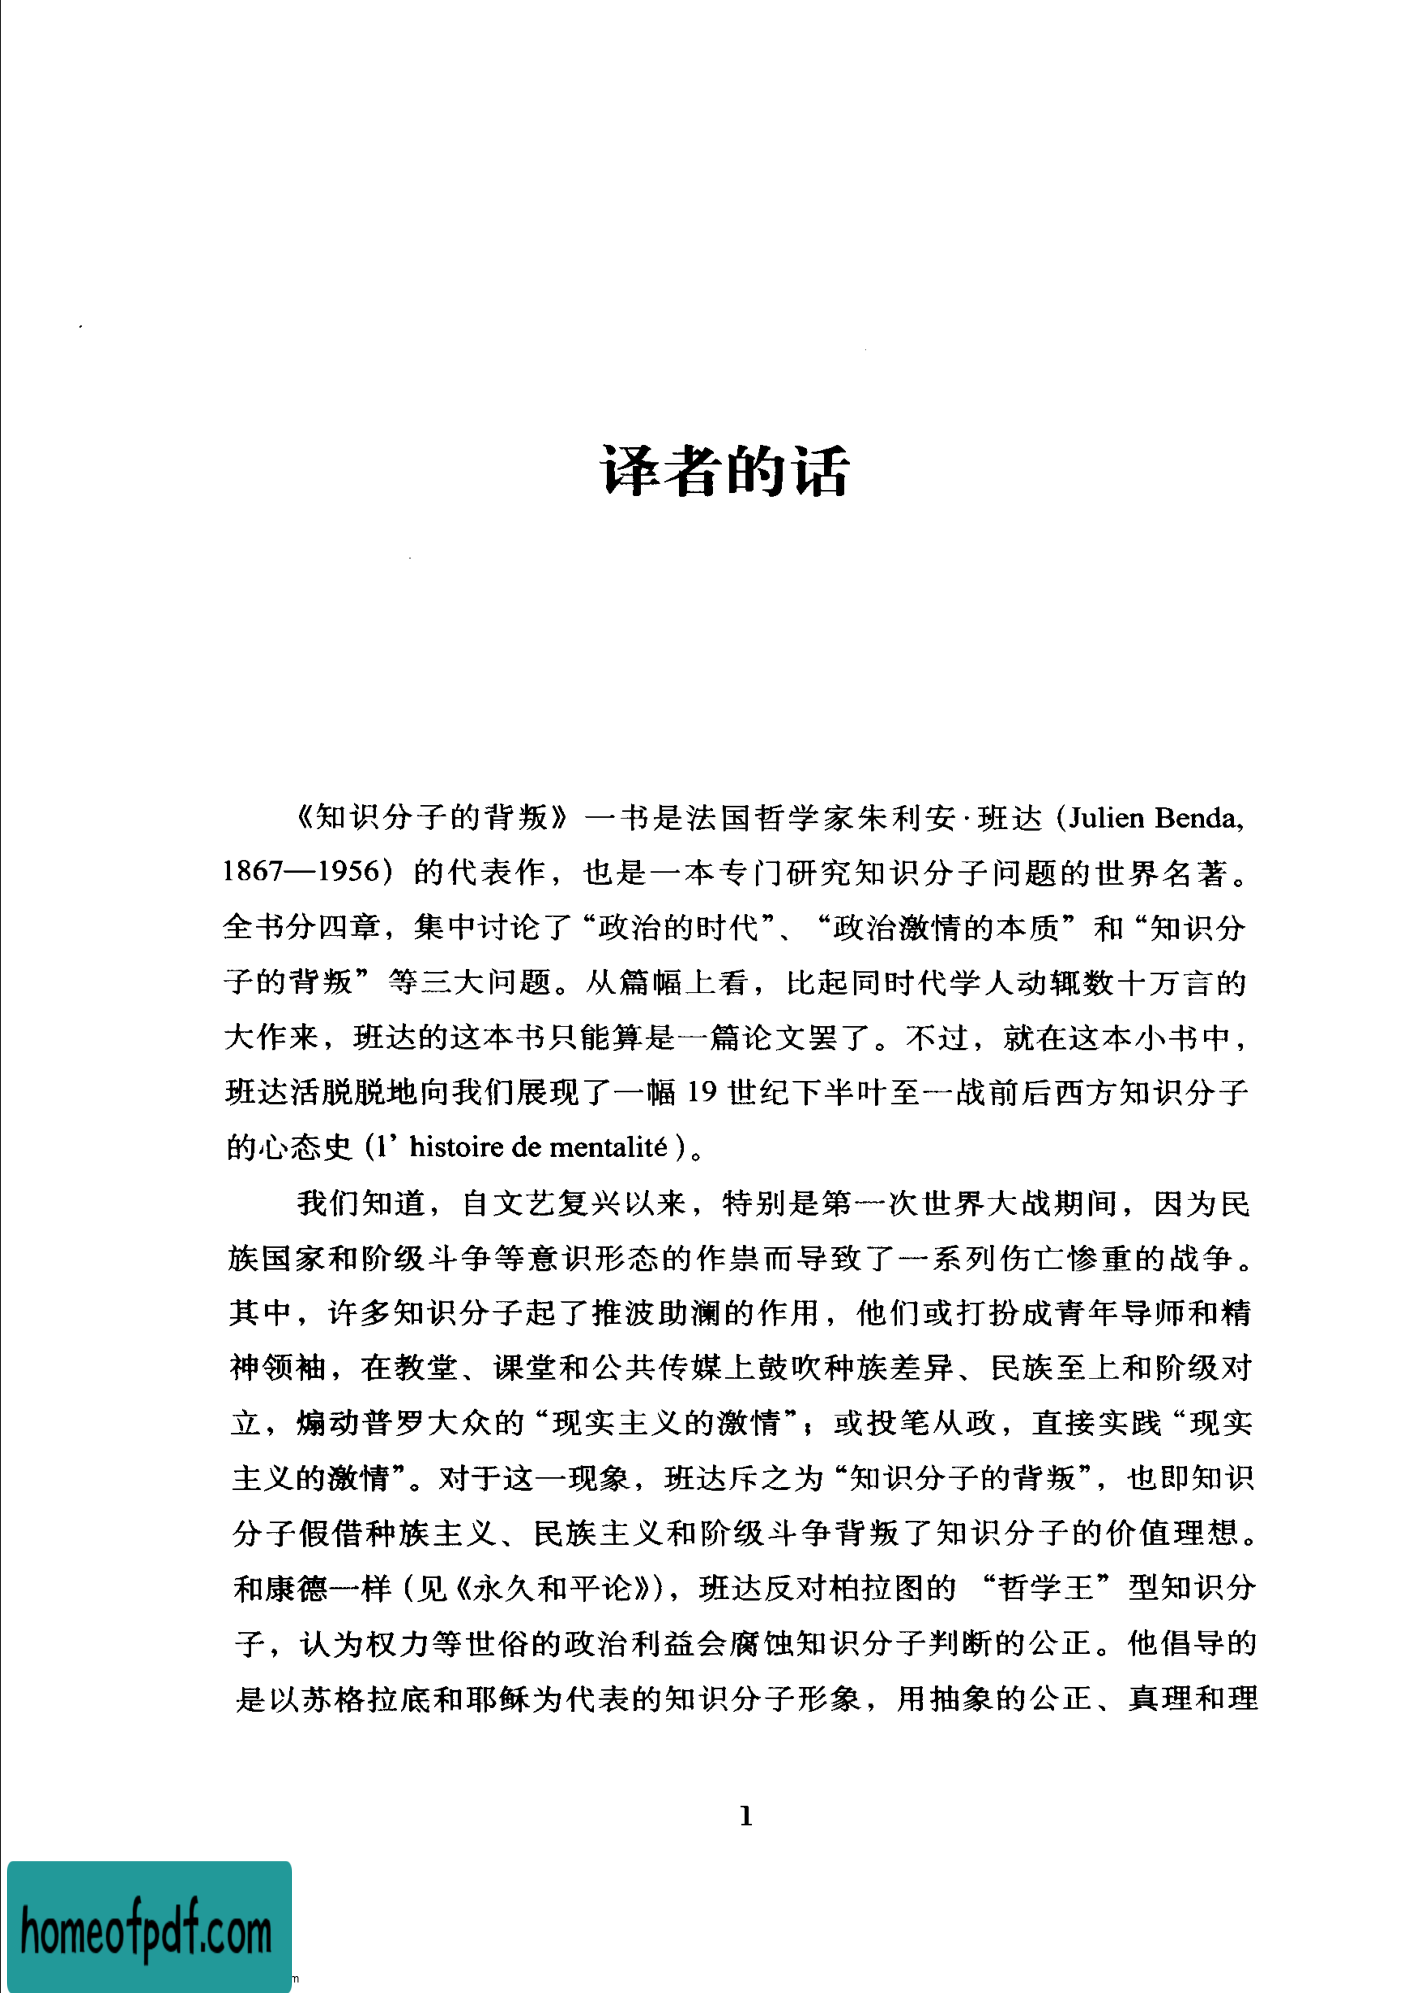 译者的话
《知识分子的背叛》一书是法国哲学家朱利安·班达 (Julien Benda,
1867—1956) 的代表作，也是一本专门研究知识分子问题的世界名著。
全书分四章，集中讨论了“政治的时代”、“政治激情的本质”和“知识分
子的背叛”等三大问题。从篇幅上看，比起同时代学人动辄数十万言的
大作来，班达的这本书只能算是一篇论文罢了。不过，就在这本小书中，
班达活脱脱地向我们展现了一幅 19 世纪下半叶至一战前后西方知识分子
的心态史 (l’ histoire de mentalité)。
我们知道，自文艺复兴以来，特别是第一次世界大战期间，因为民
族国家和阶级斗争等意识形态的作祟而导致了一系列伤亡惨重的战争。
其中，许多知识分子起了推波助澜的作用，他们或打扮成青年导师和精
神领袖，在教堂、课堂和公共传媒上鼓吹种族差异、民族至上和阶级对
立，煽动普罗大众的“现实主义的激情”；或投笔从政，直接实践“现实
主义的激情”。对于这一现象，班达斥之为“知识分子的背叛”，也即知识
分子假借种族主义、民族主义和阶级斗争背叛了知识分子的价值理想。
和康德一样 (见《永久和平论》)，班达反对柏拉图的“哲学王”型知识分
子，认为权力等世俗的政治利益会腐蚀知识分子判断的公正。他倡导的
是以苏格拉底和耶稣为代表的知识分子形象，用抽象的公正、真理和理
1
homeofpdf.com
m